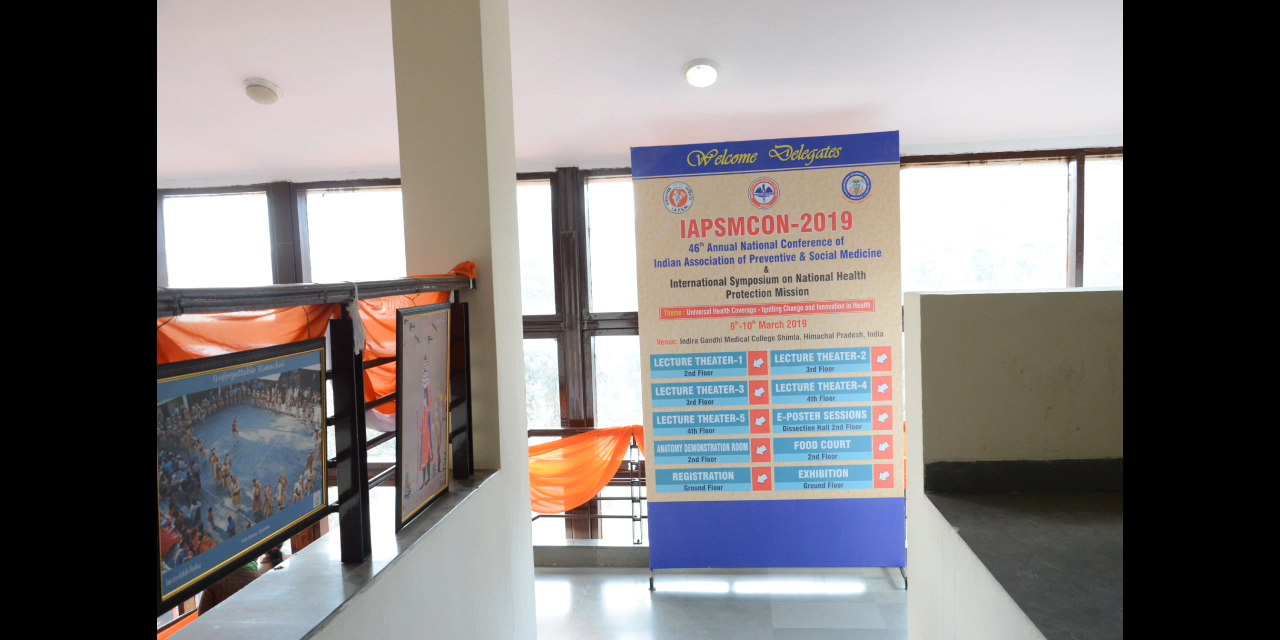 Welcome Delegates
IAPSMCON-2019
46th Annual National Conference of
Indian Association of Preventive & Social Medicine
&
International Symposium on National Health
Protection Mission
Theme : Universal Health Coverage - Igniting Change and Innovation in Health
8th-10th March 2019
Venue: Indira Gandhi Medical College Shimla, Himachal Pradesh, India
LECTURE THEATER-1
2nd Floor
LECTURE THEATER-2
3rd Floor
LECTURE THEATER-3
3rd Floor
LECTURE THEATER-4
4th Floor
LECTURE THEATER-5
4th Floor
E-POSTER SESSIONS
Dissection Hall 2nd Floor
ANATOMY DEMONSTRATION ROOM
2nd Floor
FOOD COURT
2nd Floor
REGISTRATION
Ground Floor
EXHIBITION
Ground Floor
Unforgettable Himachal
Incredible India